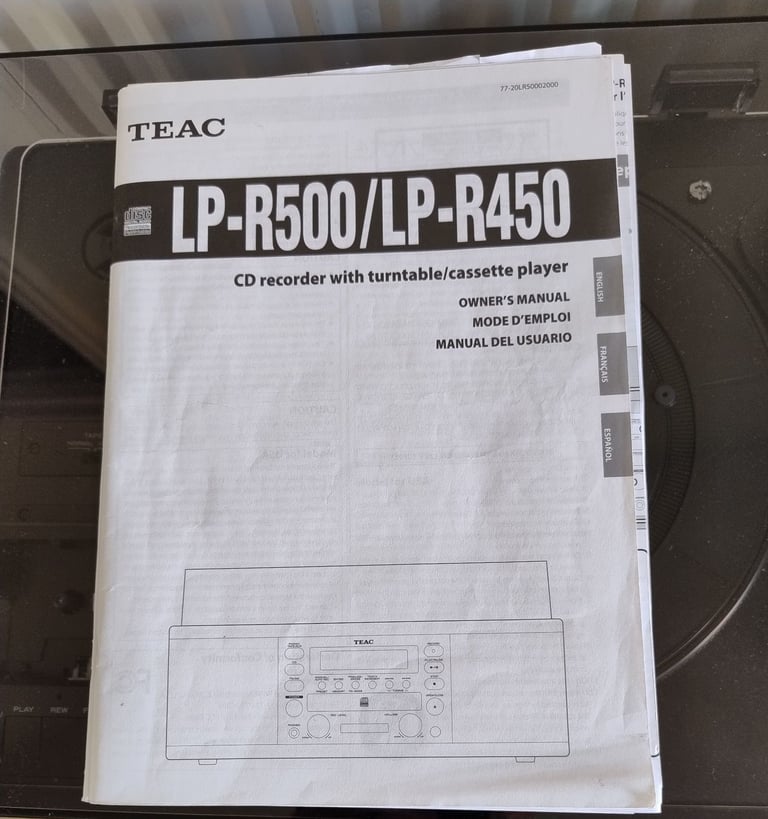 77-20LR50002000
TEAC
LP-R500/LP-R450
CD recorder with turntable/cassette player
OWNER'S MANUAL
MODE D'EMPLOI
MANUAL DEL USUARIO
ENGLISH
FRANÇAIS
ESPAÑOL
TEAC
PLAY REW